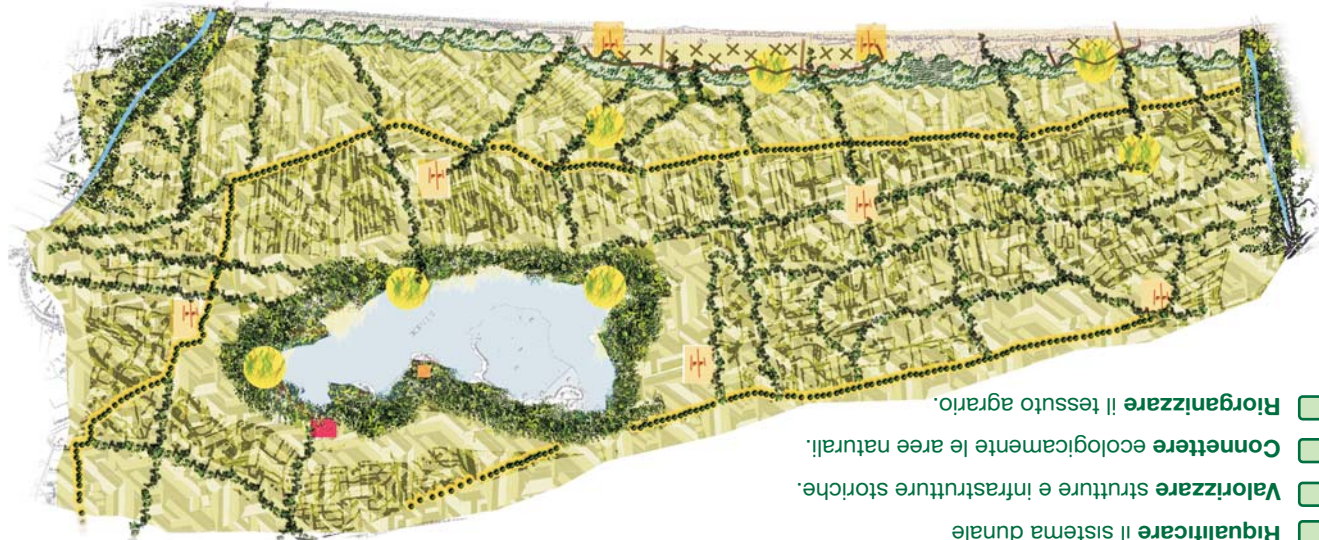 Riqualificare il sistema dunale
Valorizzare strutture e infrastrutture storiche.
Connettere ecologicamente le aree naturali.
Riorganizzare il tessuto agrario.